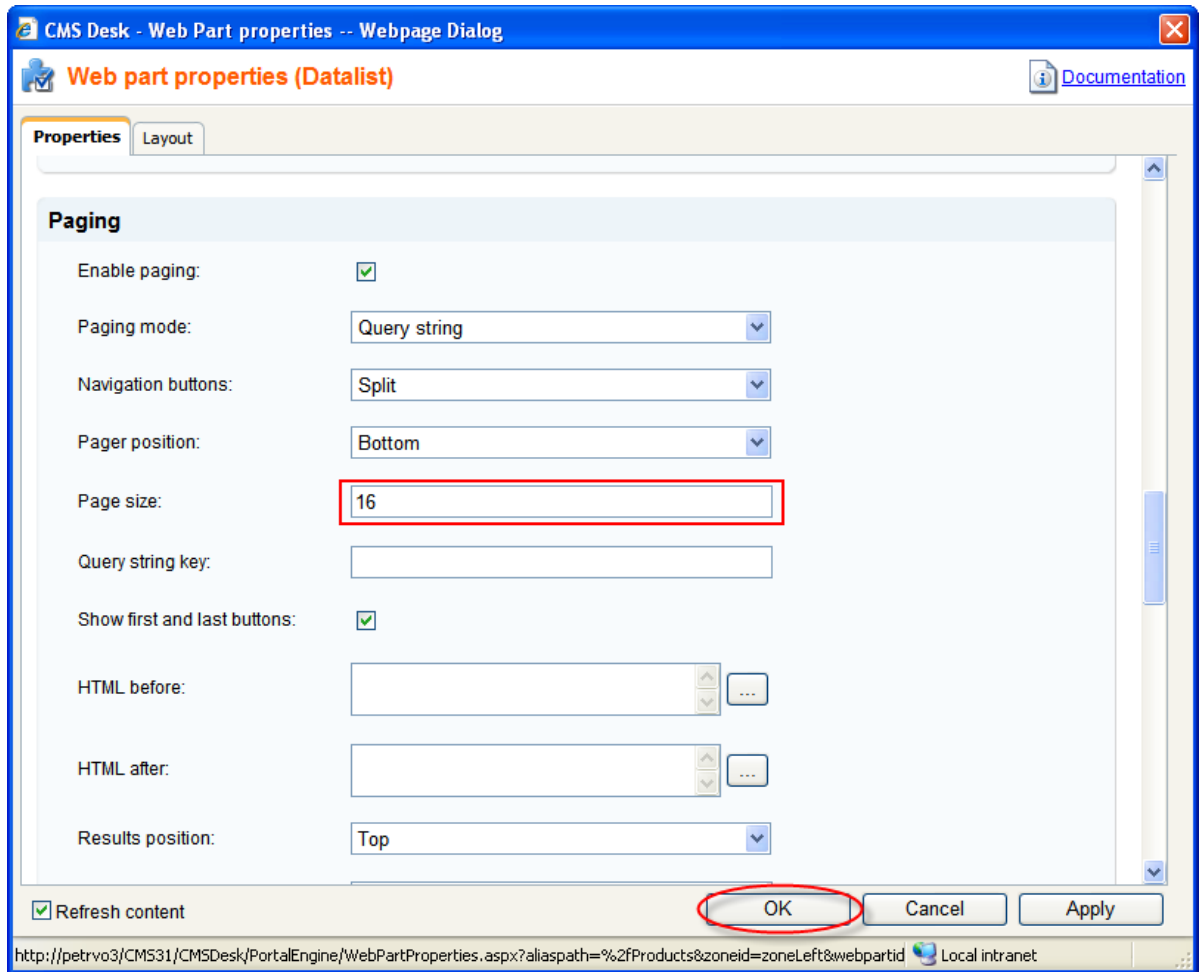 CMS Desk - Web Part properties -- Webpage Dialog
Web part properties (Datalist)
Documentation
Properties Layout
Paging
Enable paging:
Paging mode: Query string
Navigation buttons: Split
Pager position: Bottom
Page size: 16
Query string key:
Show first and last buttons:
HTML before: ...
HTML after: ...
Results position: Top
Refresh content OK Cancel Apply
http://petrvo3/CMS31/CMSDesk/PortalEngine/WebPartProperties.aspx?aliaspath=%2fProducts&zoneid=zoneLeft&webpartid Local intranet